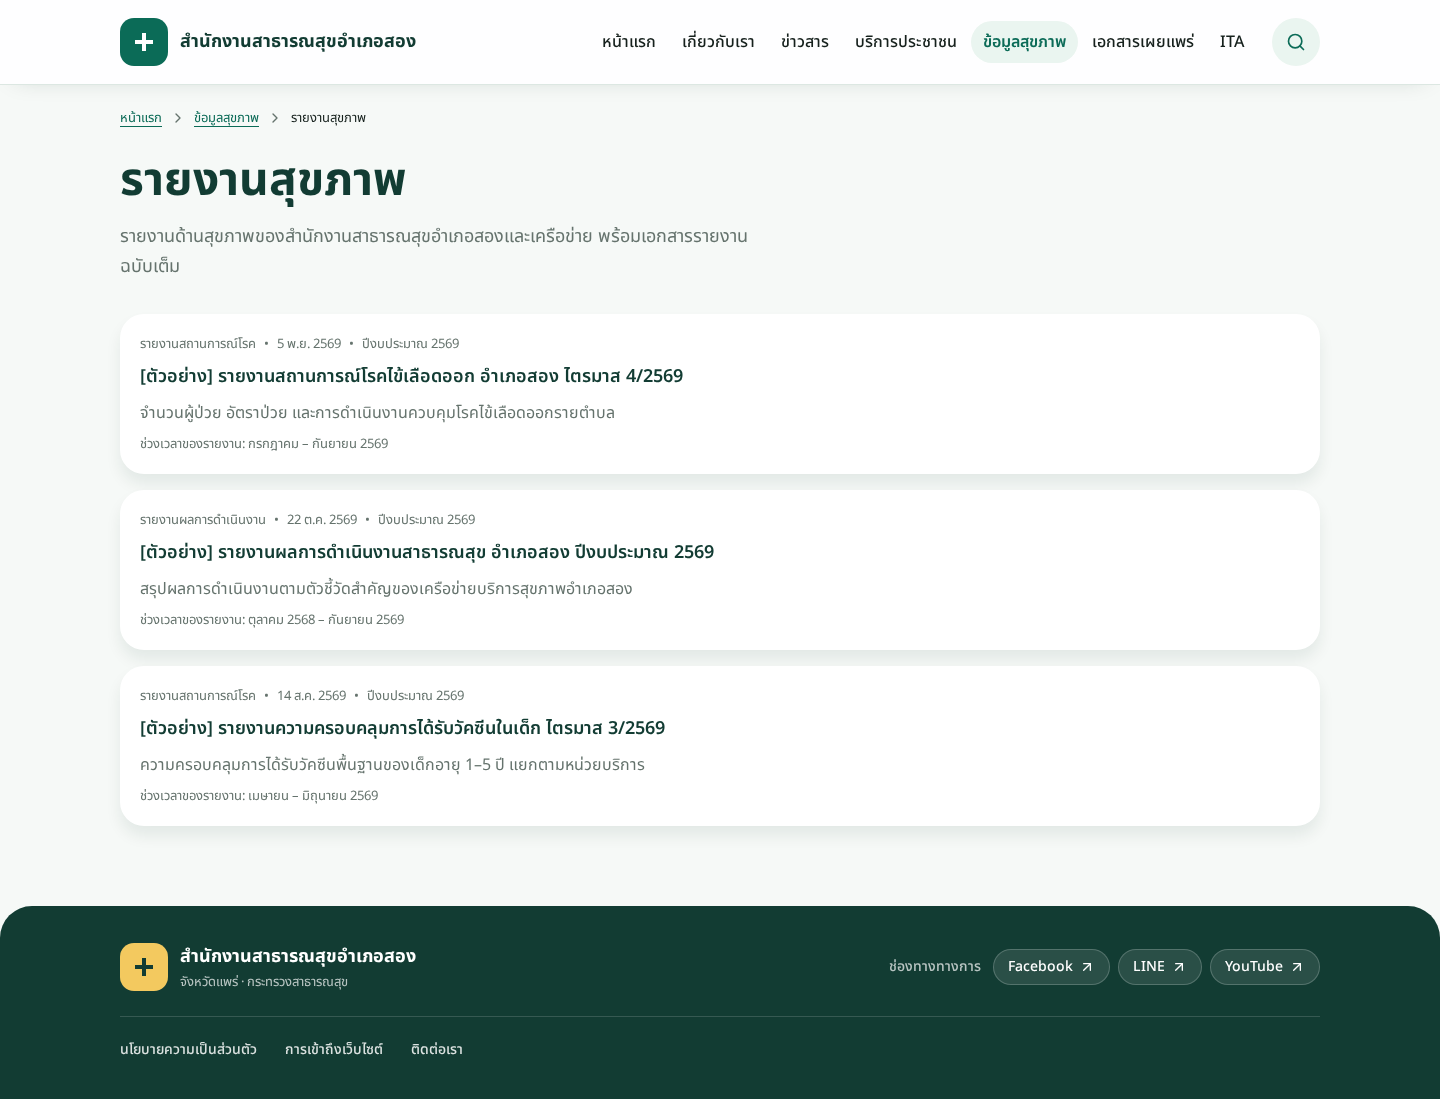 สำนักงานสาธารณสุขอำเภอสอง
หน้าแรก
เกี่ยวกับเรา
ข่าวสาร
บริการประชาชน
ข้อมูลสุขภาพ
เอกสารเผยแพร่
ITA
หน้าแรก > ข้อมูลสุขภาพ > รายงานสุขภาพ
รายงานสุขภาพ
รายงานด้านสุขภาพของสำนักงานสาธารณสุขอำเภอสองและเครือข่าย พร้อมเอกสารรายงาน
ฉบับเต็ม
รายงานสถานการณ์โรค • 5 พ.ย. 2569 • ปีงบประมาณ 2569
[ตัวอย่าง] รายงานสถานการณ์โรคไข้เลือดออก อำเภอสอง ไตรมาส 4/2569
จำนวนผู้ป่วย อัตราป่วย และการดำเนินงานควบคุมโรคไข้เลือดออกรายตำบล
ช่วงเวลาของรายงาน: กรกฎาคม – กันยายน 2569
รายงานผลการดำเนินงาน • 22 ต.ค. 2569 • ปีงบประมาณ 2569
[ตัวอย่าง] รายงานผลการดำเนินงานสาธารณสุข อำเภอสอง ปีงบประมาณ 2569
สรุปผลการดำเนินงานตามตัวชี้วัดสำคัญของเครือข่ายบริการสุขภาพอำเภอสอง
ช่วงเวลาของรายงาน: ตุลาคม 2568 – กันยายน 2569
รายงานสถานการณ์โรค • 14 ส.ค. 2569 • ปีงบประมาณ 2569
[ตัวอย่าง] รายงานความครอบคลุมการได้รับวัคซีนในเด็ก ไตรมาส 3/2569
ความครอบคลุมการได้รับวัคซีนพื้นฐานของเด็กอายุ 1–5 ปี แยกตามหน่วยบริการ
ช่วงเวลาของรายงาน: เมษายน – มิถุนายน 2569
สำนักงานสาธารณสุขอำเภอสอง
จังหวัดแพร่ · กระทรวงสาธารณสุข
ช่องทางทางการ
Facebook
LINE
YouTube
นโยบายความเป็นส่วนตัว
การเข้าถึงเว็บไซต์
ติดต่อเรา